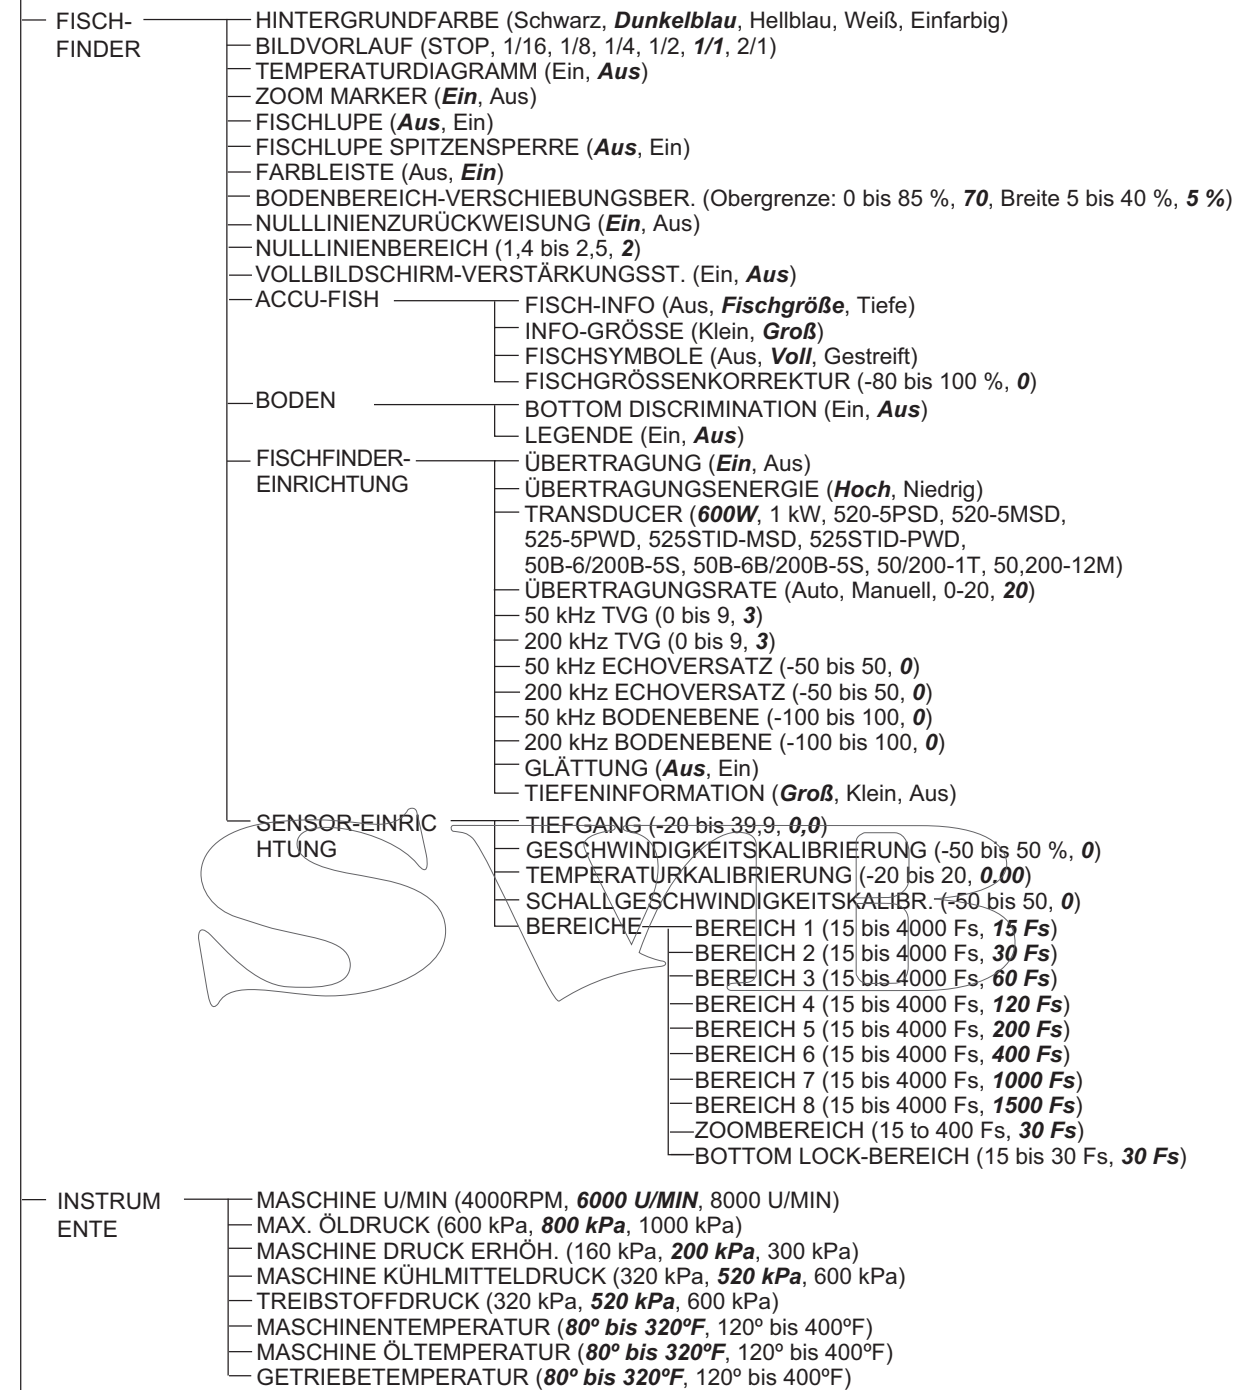 FISCH-
FINDER
HINTERGRUNDFARBE (Schwarz, Dunkelblau, Hellblau, Weiß, Einfarbig)
BILDVORLAUF (STOP, 1/16, 1/8, 1/4, 1/2, 1/1, 2/1)
TEMPERATURDIAGRAMM (Ein, Aus)
ZOOM MARKER (Ein, Aus)
FISCHLUPE (Aus, Ein)
FISCHLUPE SPITZENSPERRE (Aus, Ein)
FARBLEISTE (Aus, Ein)
BODENBEREICH-VERSCHIEBUNGSBER. (Obergrenze: 0 bis 85 %, 70, Breite 5 bis 40 %, 5 %)
NULLLINIENZURÜCKWEISUNG (Ein, Aus)
NULLLINIENBEREICH (1,4 bis 2,5, 2)
VOLLBILDSCHIRM-VERSTÄRKUNGSST. (Ein, Aus)
ACCU-FISH
FISCH-INFO (Aus, Fischgröße, Tiefe)
INFO-GRÖSSE (Klein, Groß)
FISCHSYMBOLE (Aus, Voll, Gestreift)
FISCHGRÖSSENKORREKTUR (-80 bis 100 %, 0)
BODEN
BOTTOM DISCRIMINATION (Ein, Aus)
LEGENDE (Ein, Aus)
FISCHFINDER-
EINRICHTUNG
ÜBERTRAGUNG (Ein, Aus)
ÜBERTRAGUNGSENERGIE (Hoch, Niedrig)
TRANSDUCER (600W, 1 kW, 520-5PSD, 520-5MSD,
525-5PWD, 525STID-MSD, 525STID-PWD,
50B-6/200B-5S, 50B-6B/200B-5S, 50/200-1T, 50,200-12M)
ÜBERTRAGUNGSRATE (Auto, Manuell, 0-20, 20)
50 kHz TVG (0 bis 9, 3)
200 kHz TVG (0 bis 9, 3)
50 kHz ECHOVERSATZ (-50 bis 50, 0)
200 kHz ECHOVERSATZ (-50 bis 50, 0)
50 kHz BODENEBENE (-100 bis 100, 0)
200 kHz BODENEBENE (-100 bis 100, 0)
GLÄTTUNG (Aus, Ein)
TIEFENINFORMATION (Groß, Klein, Aus)
SENSOR-EINRIC
HTUNG
TIEFGANG (-20 bis 39,9, 0,0)
GESCHWINDIGKEITSKALIBRIERUNG (-50 bis 50 %, 0)
TEMPERATURKALIBRIERUNG (-20 bis 20, 0.00)
SCHALLGESCHWINDIGKEITSKALIBR. (-50 bis 50, 0)
BEREICHE
BEREICH 1 (15 bis 4000 Fs, 15 Fs)
BEREICH 2 (15 bis 4000 Fs, 30 Fs)
BEREICH 3 (15 bis 4000 Fs, 60 Fs)
BEREICH 4 (15 bis 4000 Fs, 120 Fs)
BEREICH 5 (15 bis 4000 Fs, 200 Fs)
BEREICH 6 (15 bis 4000 Fs, 400 Fs)
BEREICH 7 (15 bis 4000 Fs, 1000 Fs)
BEREICH 8 (15 bis 4000 Fs, 1500 Fs)
ZOOMBEREICH (15 to 400 Fs, 30 Fs)
BOTTOM LOCK-BEREICH (15 bis 30 Fs, 30 Fs)
SVB
INSTRUM
ENTE
MASCHINE U/MIN (4000RPM, 6000 U/MIN, 8000 U/MIN)
MAX. ÖLDRUCK (600 kPa, 800 kPa, 1000 kPa)
MASCHINE DRUCK ERHÖH. (160 kPa, 200 kPa, 300 kPa)
MASCHINE KÜHLMITTELDRUCK (320 kPa, 520 kPa, 600 kPa)
TREIBSTOFFDRUCK (320 kPa, 520 kPa, 600 kPa)
MASCHINENTEMPERATUR (80º bis 320ºF, 120º bis 400ºF)
MASCHINE ÖLTEMPERATUR (80º bis 320ºF, 120º bis 400ºF)
GETRIEBETEMPERATUR (80º bis 320ºF, 120º bis 400ºF)